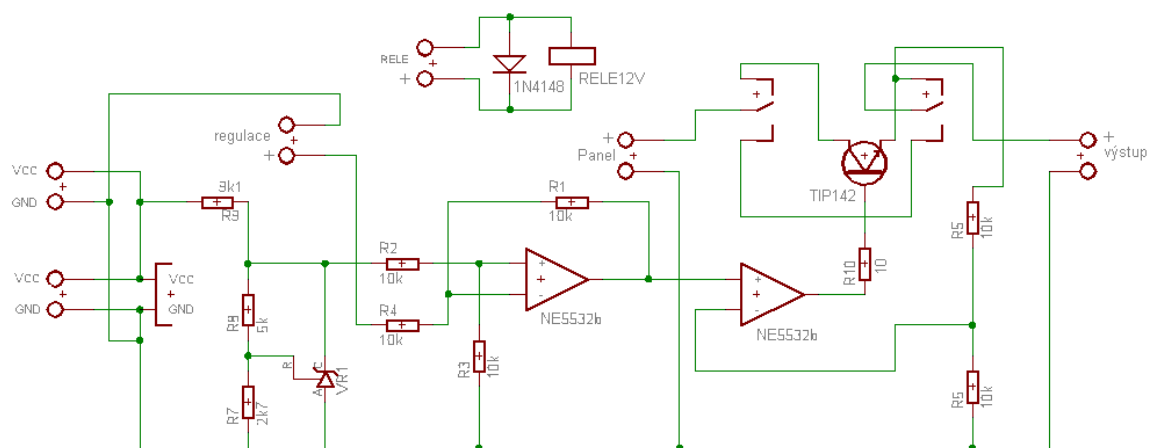 RELE
+
1N4148
RELE12V
regulace
+
Vcc
GND
Vcc
GND
Vcc
GND
9k1
R9
R8
5k
R7
2k7
R
C
A
VR1
R2
10k
R4
10k
R3
10k
R1
10k
+
-
NE5532b
+
-
NE5532b
+
Panel
TIP142
R10
10
R5
10k
R5
10k
+
výstup